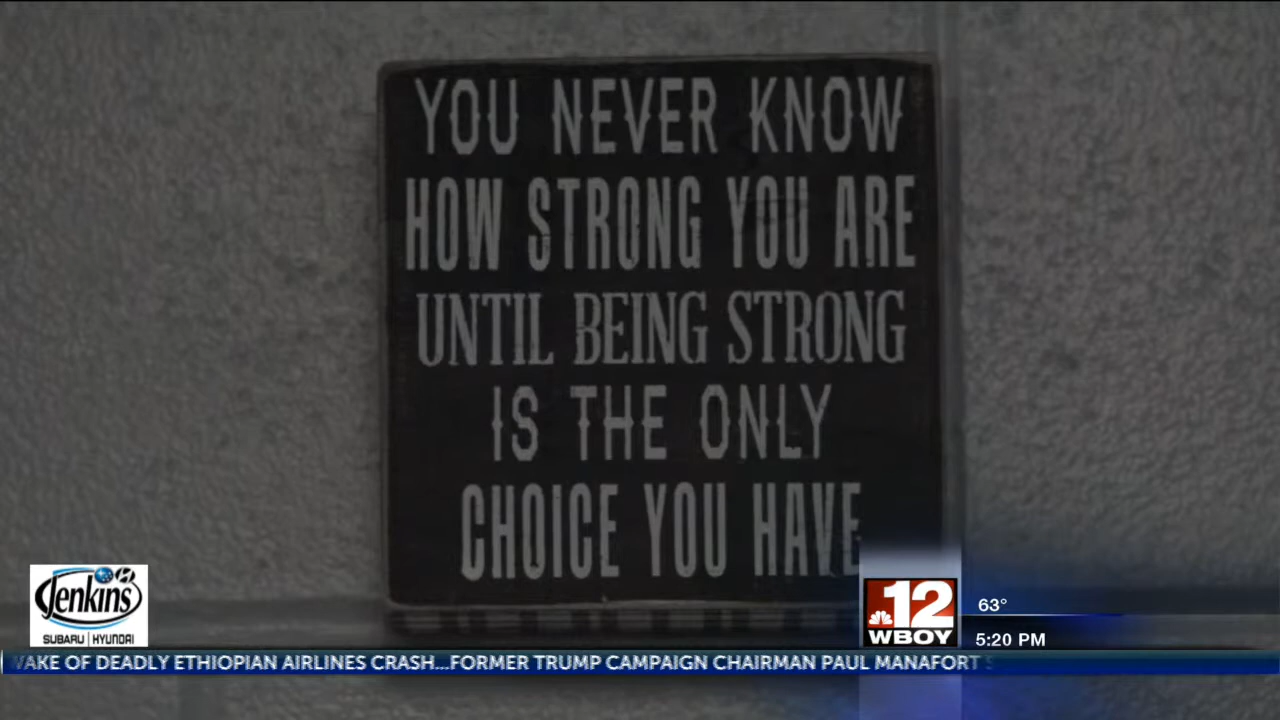 YOU NEVER KNOW
HOW STRONG YOU ARE
UNTIL BEING STRONG
IS THE ONLY
CHOICE YOU HAVE
Jenkins
SUBARU | HYUNDAI
12
WBOY
63°
5:20 PM
WAKE OF DEADLY ETHIOPIAN AIRLINES CRASH...FORMER TRUMP CAMPAIGN CHAIRMAN PAUL MANAFORT